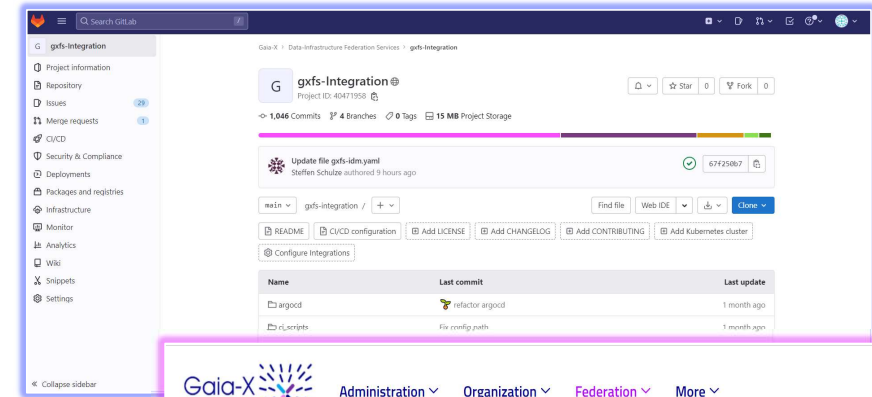 Search GitLab
/
G gxfs-Integration
Project information
Repository
Issues 29
Merge requests 1
CI/CD
Security & Compliance
Deployments
Packages and registries
Infrastructure
Monitor
Analytics
Wiki
Snippets
Settings
Collapse sidebar
Gaia-X > Data-Infrastructure Federation Services > gxfs-Integration
G
gxfs-Integration
Project ID: 40471958
Star 0
Fork 0
1,046 Commits 4 Branches 0 Tags 15 MB Project Storage
Update file gxfs-idm.yaml
Steffen Schulze authored 9 hours ago
67f250b7
main gxfs-integration / +
Find file Web IDE Clone
README CI/CD configuration Add LICENSE Add CHANGELOG Add CONTRIBUTING Add Kubernetes cluster
Configure Integrations
Name Last commit Last update
argocd refactor argocd 1 month ago
ci_scripts Fix config path 1 month ago
Gaia-X Administration Organization Federation More